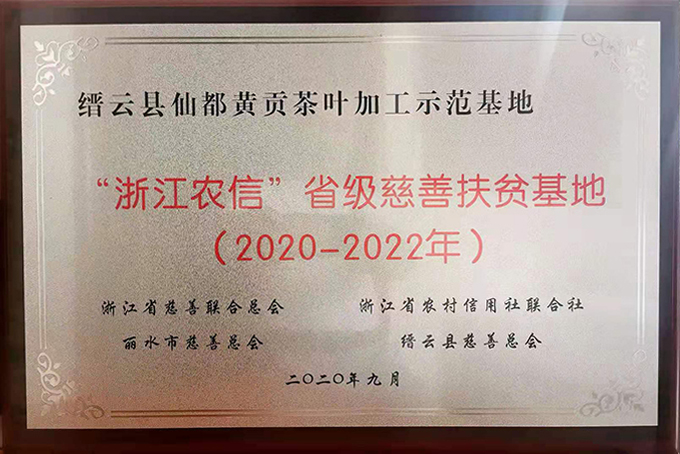 缙云县仙都黄贡茶叶加工示范基地
“浙江农信”省级慈善扶贫基地
（2020-2022年）
浙江省慈善联合总会 浙江省农村信用社联合社
丽水市慈善总会 缙云县慈善总会
二〇二〇年九月